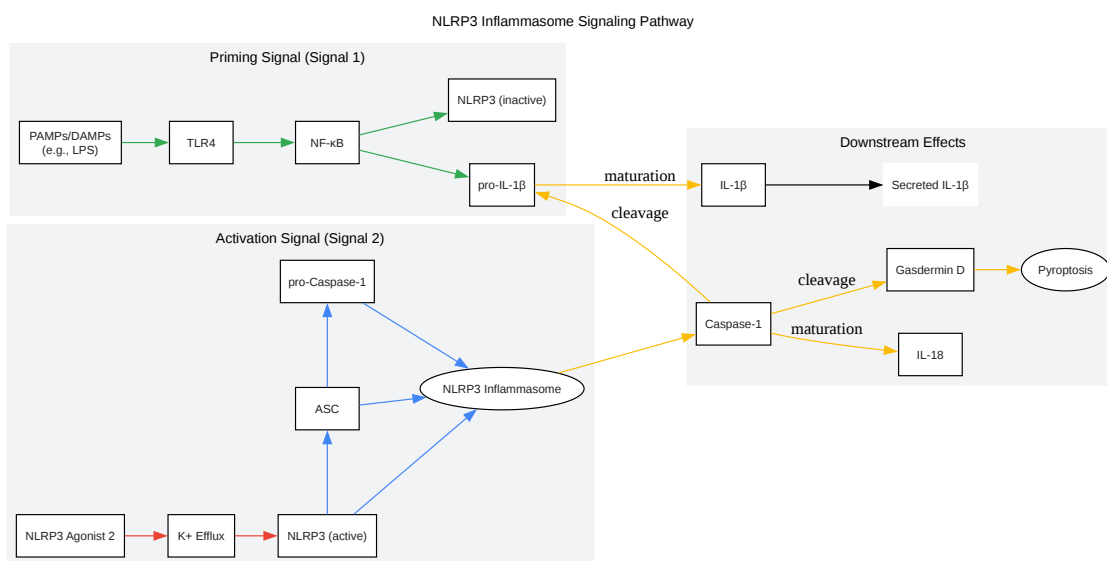 NLRP3 Inflammasome Signaling Pathway
Priming Signal (Signal 1)
PAMPs/DAMPs
(e.g., LPS)
TLR4
NF-κB
NLRP3 (inactive)
pro-IL-1β
maturation
cleavage
Downstream Effects
IL-1β
Secreted IL-1β
cleavage
Gasdermin D
Pyroptosis
Caspase-1
maturation
IL-18
Activation Signal (Signal 2)
pro-Caspase-1
NLRP3 Inflammasome
ASC
NLRP3 Agonist 2
K+ Efflux
NLRP3 (active)